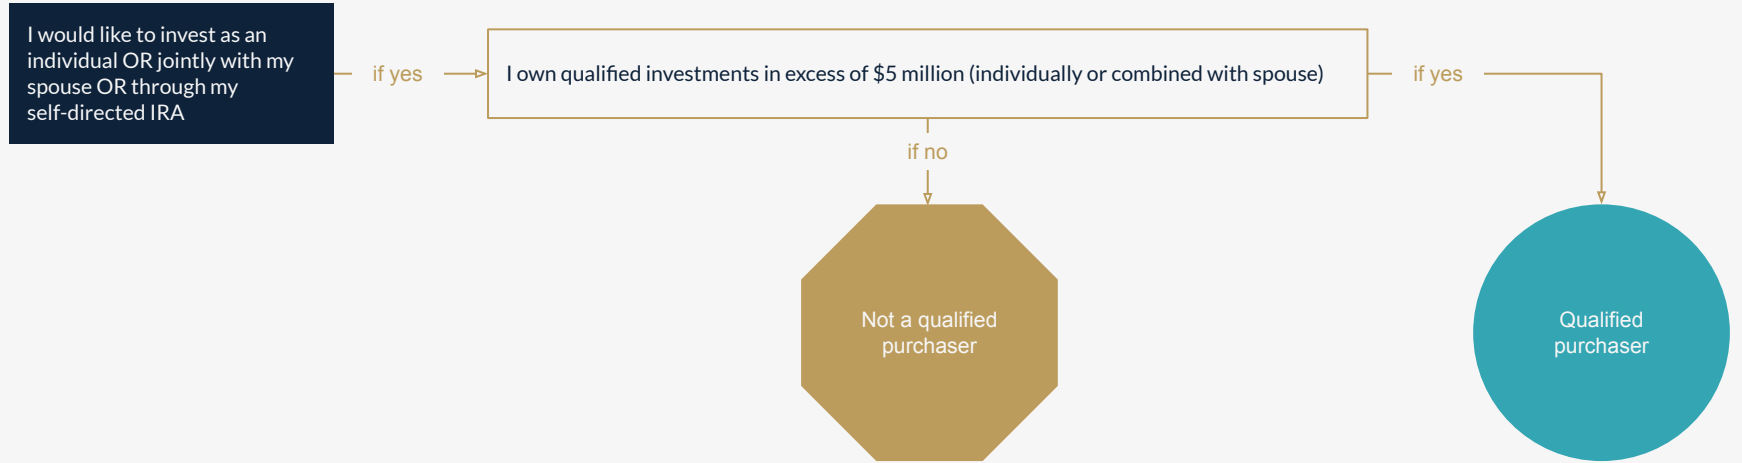 I would like to invest as an
individual OR jointly with my
spouse OR through my
self-directed IRA
if yes
I own qualified investments in excess of $5 million (individually or combined with spouse)
if yes
if no
Not a qualified
purchaser
Qualified
purchaser